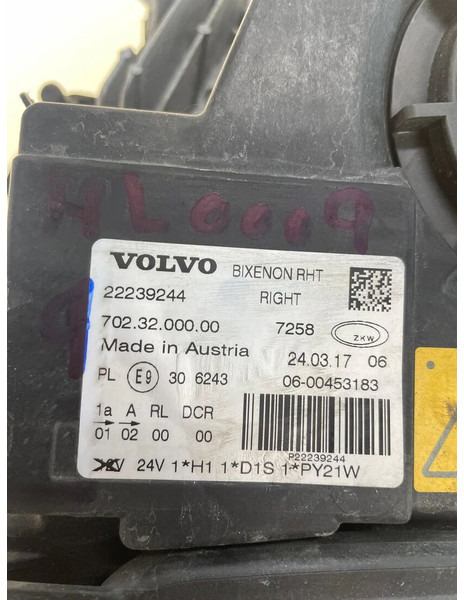 HL0009
9
VOLVO BIXENON RHT
22239244 RIGHT
702.32.000.00 7258 ZKW
Made in Austria 24.03.17 06
PL E9 30 6243 06-00453183
1a A RL DCR
01 02 00 00
P22239244
24V 1*H1 1*D1S 1*PY21W